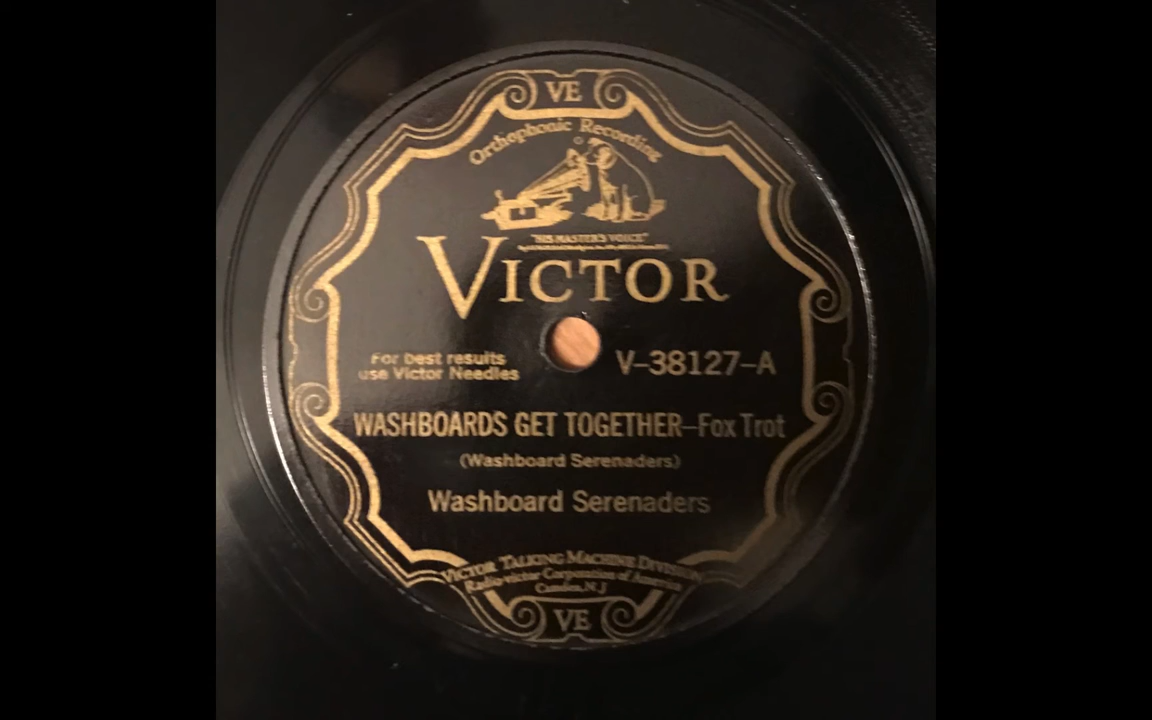 VE
Orthophonic Recording
"HIS MASTER'S VOICE"
VICTOR
For best results
use Victor Needles
V-38127-A
WASHBOARDS GET TOGETHER-Fox Trot
(Washboard Serenaders)
Washboard Serenaders
VICTOR TALKING MACHINE DIVISION
Radio-Victor Corporation of America
Camden, N. J.
VE